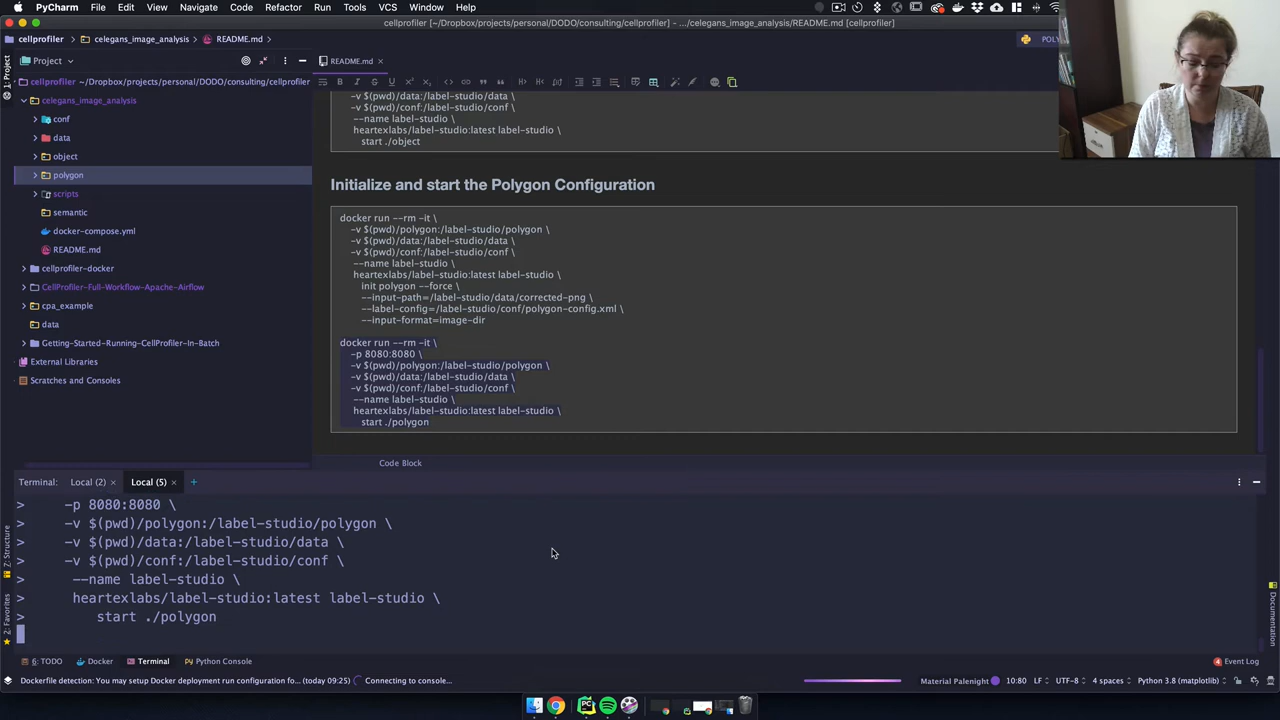 PyCharm File Edit View Navigate Code Refactor Run Tools VCS Window Help
cellprofiler [~/Dropbox/projects/personal/DODO/consulting/cellprofiler] – .../celegans_image_analysis/README.md [cellprofiler]
cellprofiler celegans_image_analysis README.md POLY
Project README.md
1: Project
cellprofiler ~/Dropbox/projects/personal/DODO/consulting/cellprofiler
celegans_image_analysis
conf
data
object
polygon
scripts
semantic
docker-compose.yml
README.md
cellprofiler-docker
CellProfiler-Full-Workflow-Apache-Airflow
cpa_example
data
Getting-Started-Running-CellProfiler-In-Batch
External Libraries
Scratches and Consoles
-v $(pwd)/data:/label-studio/data \
-v $(pwd)/conf:/label-studio/conf \
--name label-studio \
heartexlabs/label-studio:latest label-studio \
start ./object
Initialize and start the Polygon Configuration
docker run --rm -it \
-v $(pwd)/polygon:/label-studio/polygon \
-v $(pwd)/data:/label-studio/data \
-v $(pwd)/conf:/label-studio/conf \
--name label-studio \
heartexlabs/label-studio:latest label-studio \
init polygon --force \
--input-path=/label-studio/data/corrected-png \
--label-config=/label-studio/conf/polygon-config.xml \
--input-format=image-dir
docker run --rm -it \
-p 8080:8080 \
-v $(pwd)/polygon:/label-studio/polygon \
-v $(pwd)/data:/label-studio/data \
-v $(pwd)/conf:/label-studio/conf \
--name label-studio \
heartexlabs/label-studio:latest label-studio \
start ./polygon
Code Block
Terminal: Local (2) × Local (5) × +
> -p 8080:8080 \
> -v $(pwd)/polygon:/label-studio/polygon \
> -v $(pwd)/data:/label-studio/data \
> -v $(pwd)/conf:/label-studio/conf \
> --name label-studio \
> heartexlabs/label-studio:latest label-studio \
> start ./polygon
7: Structure
2: Favorites
Documentation
6: TODO Docker Terminal Python Console 4 Event Log
Dockerfile detection: You may setup Docker deployment run configuration fo... (today 09:25) Connecting to console... Material Palenight 10:80 LF UTF-8 4 spaces Python 3.8 (matplotlib)